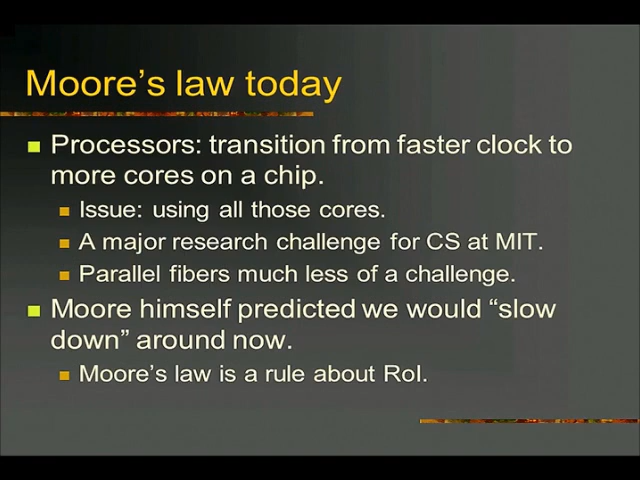 Moore’s law today
Processors: transition from faster clock to
more cores on a chip.
Issue: using all those cores.
A major research challenge for CS at MIT.
Parallel fibers much less of a challenge.
Moore himself predicted we would “slow
down” around now.
Moore’s law is a rule about RoI.